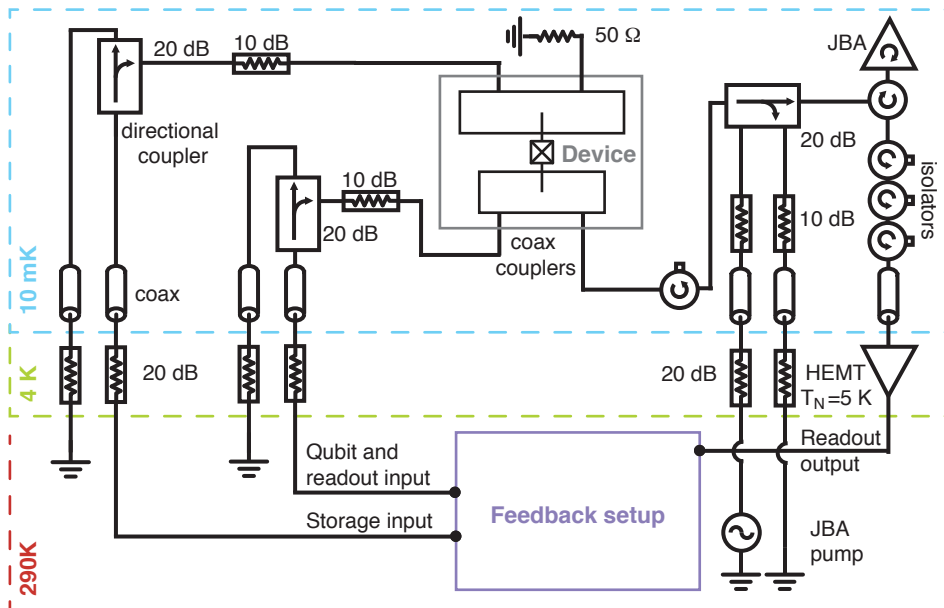 20 dB
10 dB
50 Ω
JBA
directional
coupler
Device
20 dB
10 dB
20 dB
10 dB
isolators
coax
couplers
10 mK
coax
4 K
20 dB
20 dB
HEMT
T_N=5 K
Qubit and
readout input
Readout
output
Storage input
Feedback setup
JBA
pump
290K